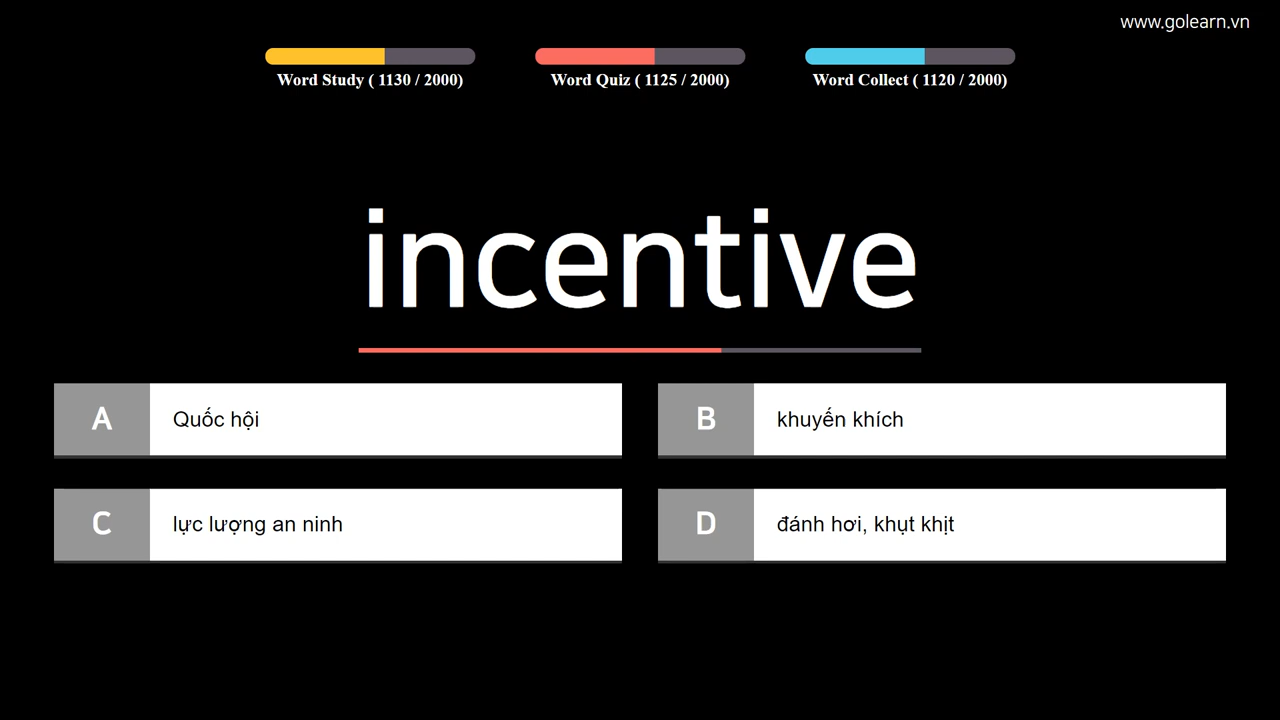 www.golearn.vn
Word Study ( 1130 / 2000)
Word Quiz ( 1125 / 2000)
Word Collect ( 1120 / 2000)
incentive
A
Quốc hội
B
khuyến khích
C
lực lượng an ninh
D
đánh hơi, khụt khịt